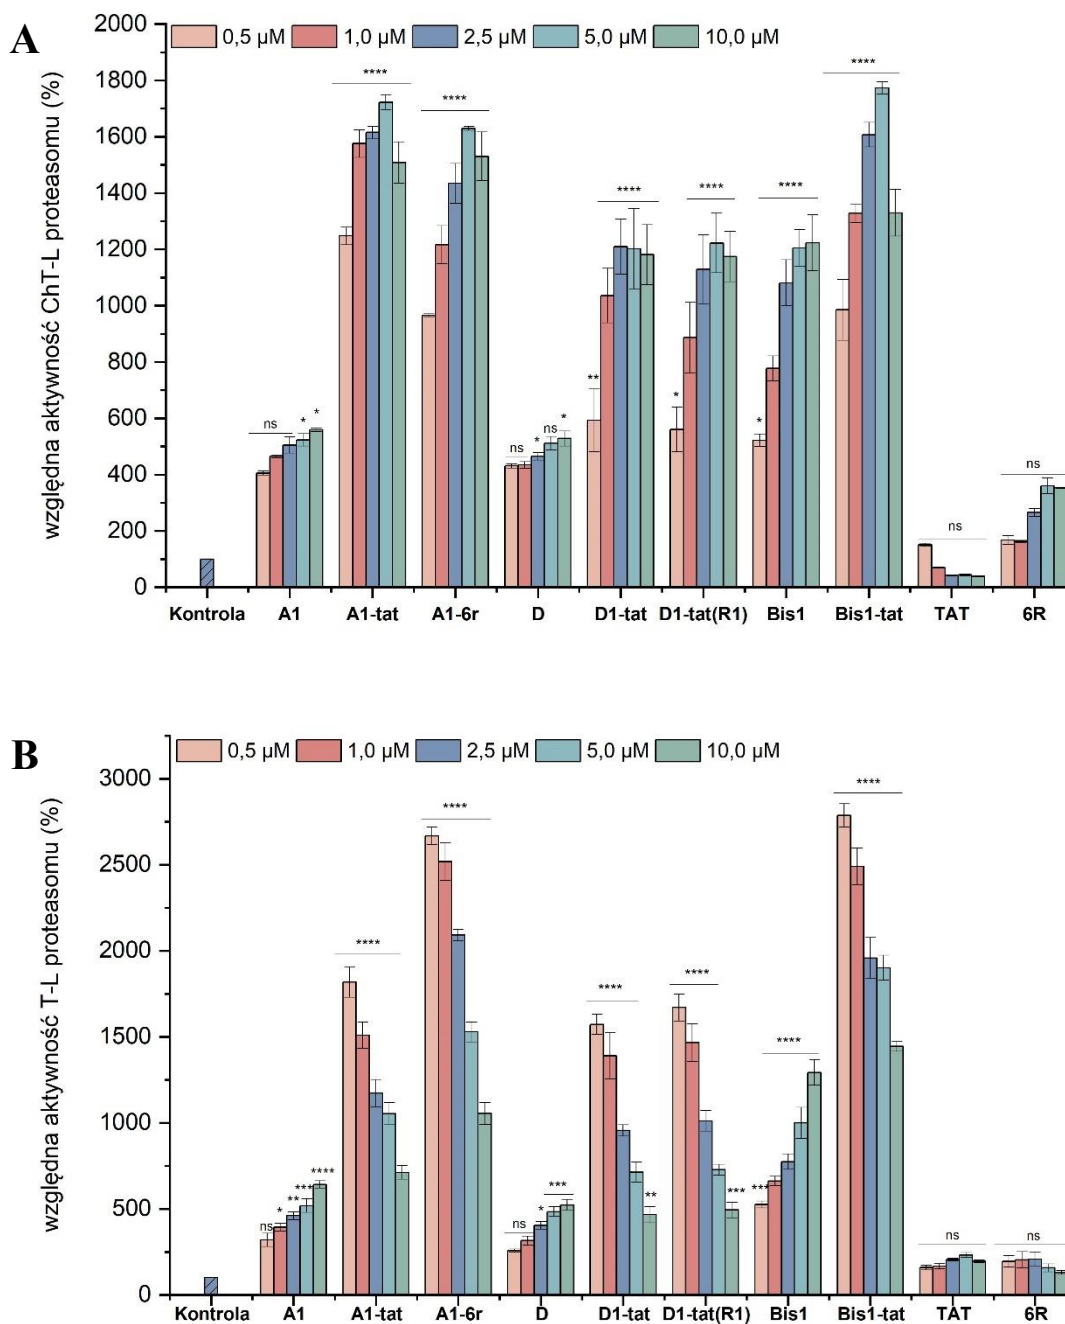 A
względna aktywność ChT-L proteasomu (%)
0,5 µM 1,0 µM 2,5 µM 5,0 µM 10,0 µM
2000
1800
1600
1400
1200
1000
800
600
400
200
0
**** **** **** **** **** ****
ns * * ns * ns * ** * * ns ns
Kontrola A1 A1-tat A1-6r D D1-tat D1-tat(R1) Bis1 Bis1-tat TAT 6R
B
względna aktywność T-L proteasomu (%)
0,5 µM 1,0 µM 2,5 µM 5,0 µM 10,0 µM
3000
2500
2000
1500
1000
500
0
**** **** **** **** **** ****
ns * ** *** **** ns * *** ** *** *** ns ns
Kontrola A1 A1-tat A1-6r D D1-tat D1-tat(R1) Bis1 Bis1-tat TAT 6R